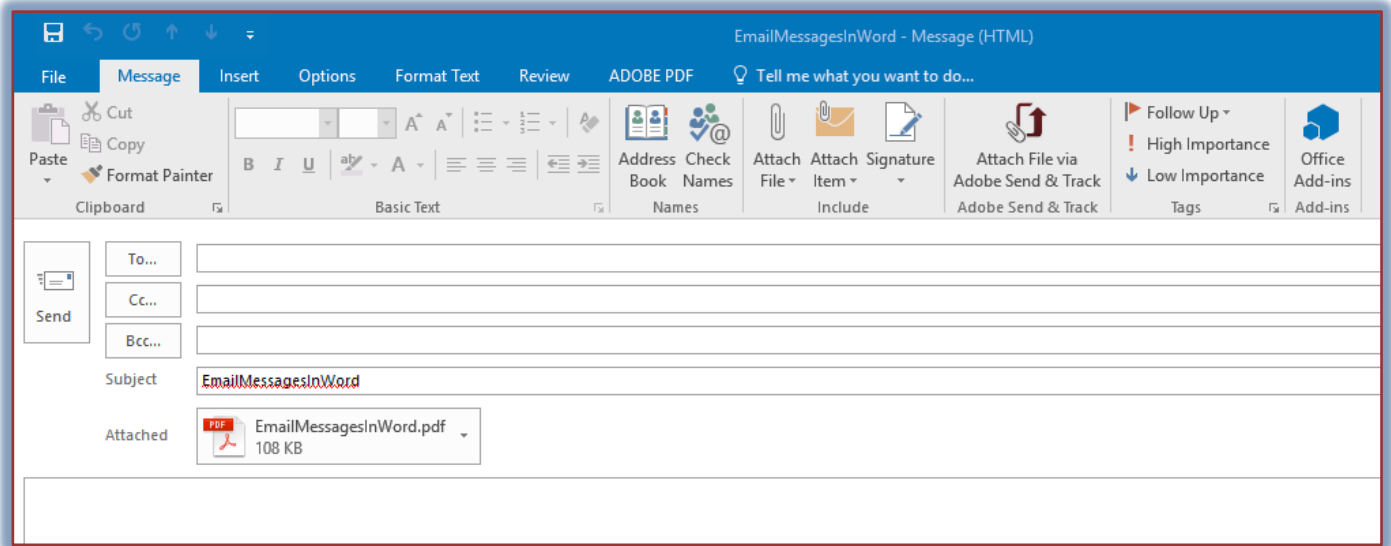 EmailMessagesInWord - Message (HTML)
File Message Insert Options Format Text Review ADOBE PDF Tell me what you want to do...
Paste
Cut
Copy
Format Painter
Clipboard
B I U A
Basic Text
Address Book
Check Names
Names
Attach File
Attach Item
Signature
Include
Attach File via
Adobe Send & Track
Adobe Send & Track
Follow Up
High Importance
Low Importance
Tags
Office
Add-ins
Add-ins
Send
To...
Cc...
Bcc...
Subject EmailMessagesInWord
Attached PDF EmailMessagesInWord.pdf
108 KB